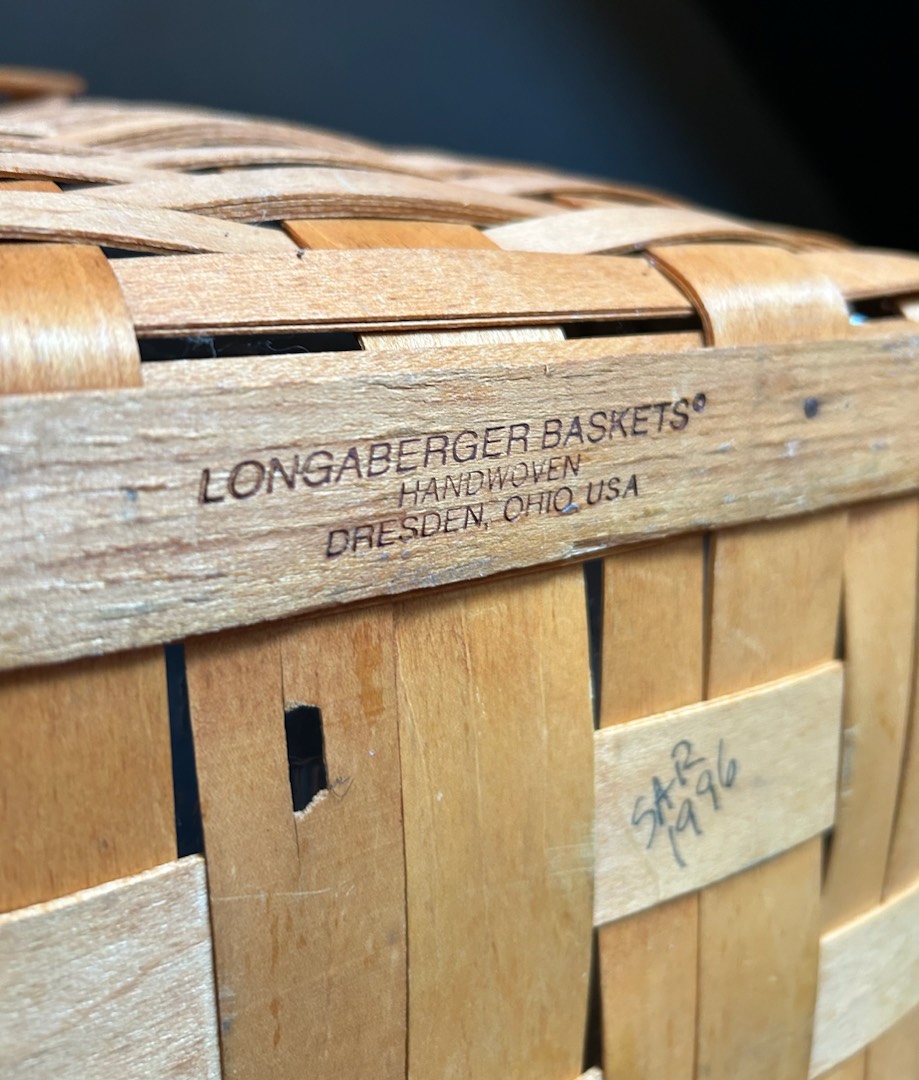 LONGABERGER BASKETS®
HANDWOVEN
DRESDEN, OHIO USA
SAR
1996